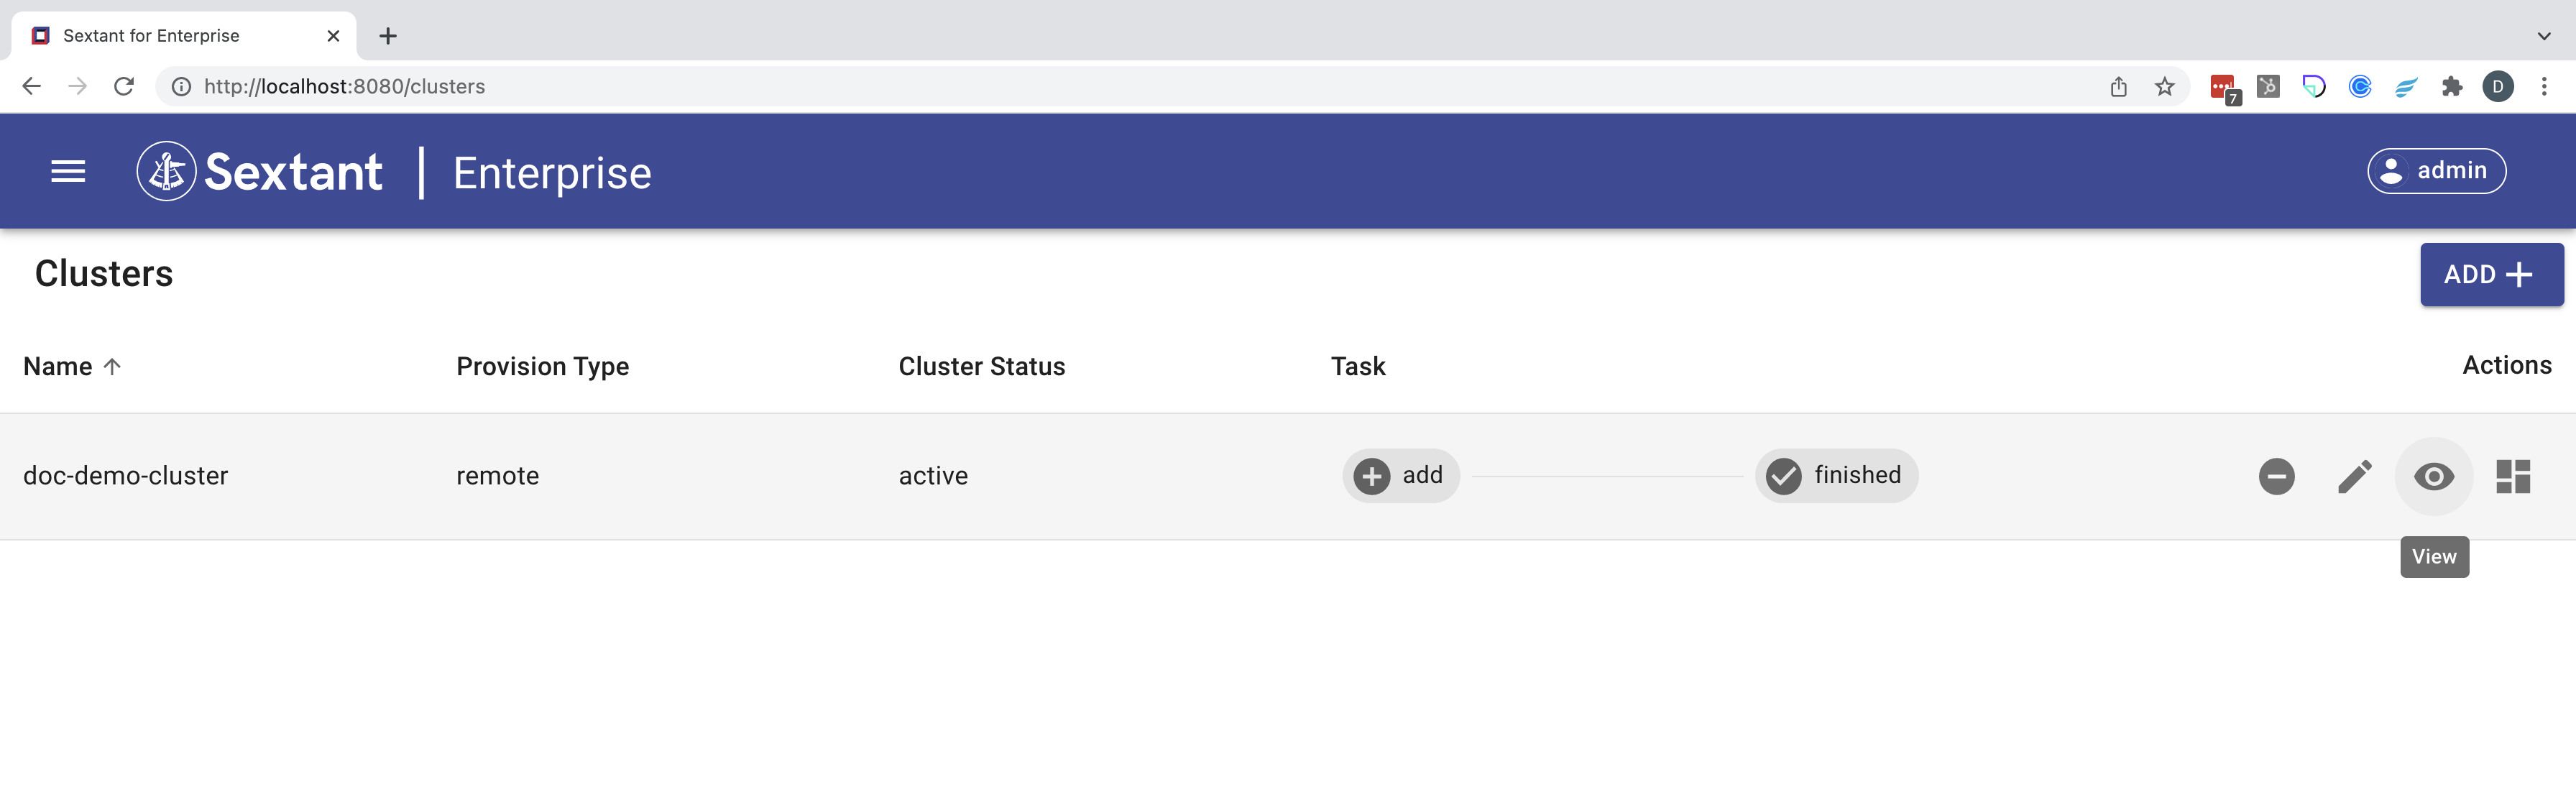 Sextant for Enterprise
http://localhost:8080/clusters
7
D
Sextant | Enterprise
admin
Clusters
ADD +
Name Provision Type Cluster Status Task Actions
doc-demo-cluster remote active add finished
View